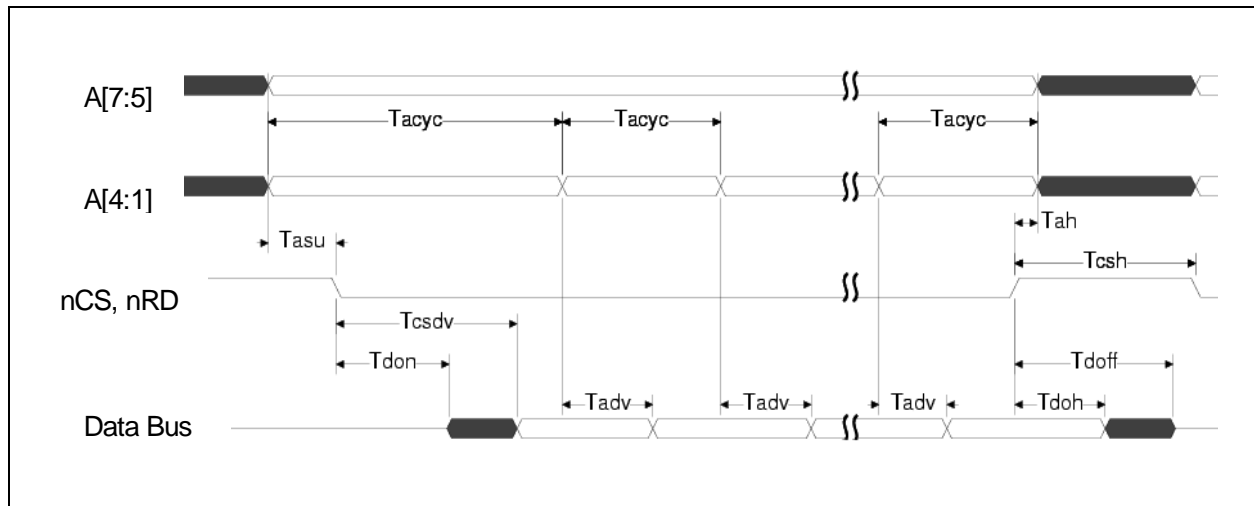 A[7:5]
Tacyc Tacyc Tacyc
A[4:1]
Tah
Tasu
Tcsh
nCS, nRD
Tcsdv
Tdon Tdoff
Tadv Tadv Tadv Tdoh
Data Bus